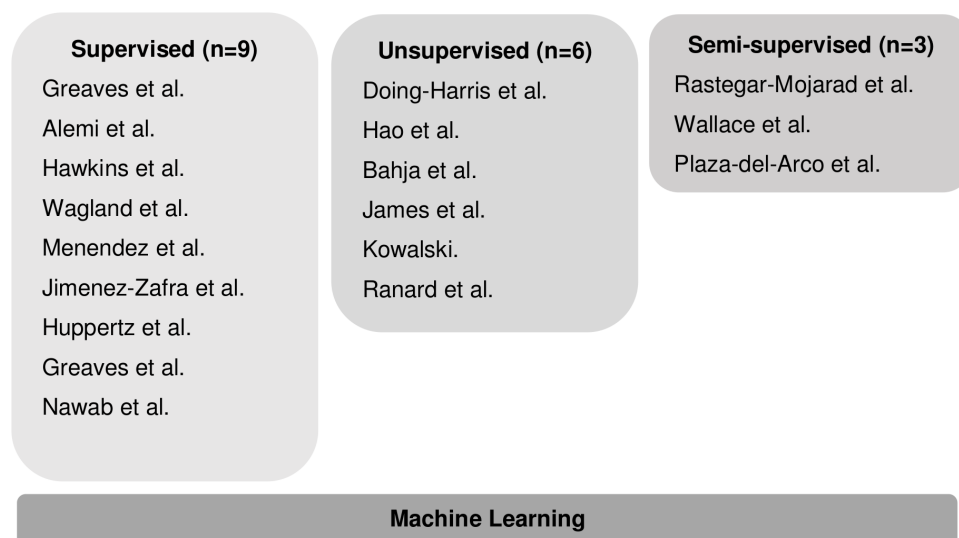 Supervised (n=9)
Greaves et al.
Alemi et al.
Hawkins et al.
Wagland et al.
Menendez et al.
Jimenez-Zafra et al.
Huppertz et al.
Greaves et al.
Nawab et al.
Unsupervised (n=6)
Doing-Harris et al.
Hao et al.
Bahja et al.
James et al.
Kowalski.
Ranard et al.
Semi-supervised (n=3)
Rastegar-Mojarad et al.
Wallace et al.
Plaza-del-Arco et al.
Machine Learning